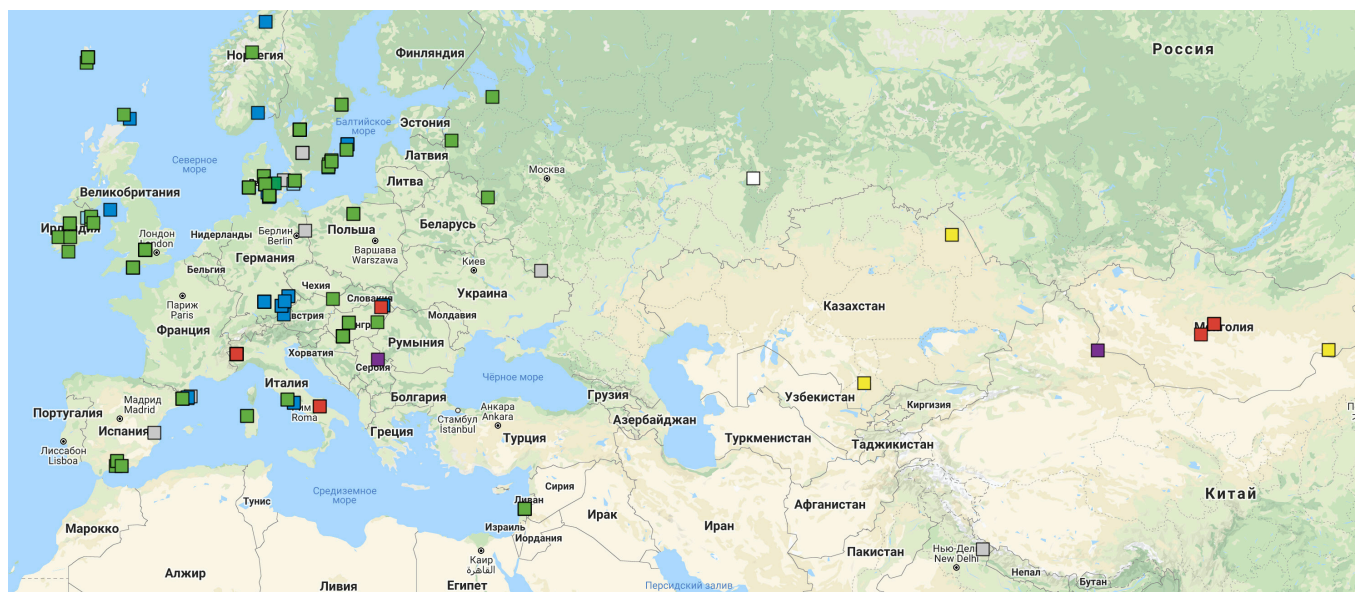 Россия
Финляндия
Норвегия
Эстония
Балтийское
море
Латвия
Северное
море
Москва
Литва
Великобритания
Беларусь
Ирландия
Лондон
London
Нидерланды
Берлин
Berlin
Польша
Варшава
Warszawa
Германия
Бельгия
Киев
Чехия
Украина
Париж
Paris
Словакия
Казахстан
Австрия
Молдавия
Монголия
Франция
Румыния
Хорватия
Сербия
Италия
Чёрное море
Грузия
Узбекистан
Мадрид
Madrid
Болгария
Киргизия
Португалия
Рим
Roma
Стамбул
İstanbul
Анкара
Ankara
Азербайджан
Испания
Греция
Турция
Туркменистан
Таджикистан
Лиссабон
Lisboa
Сирия
Китай
Средиземное
море
Тунис
Ливан
Афганистан
Марокко
Израиль
Ирак
Иран
Иордания
Пакистан
Нью-Дели
New Delhi
Каир
القاهرة
Непал
Алжир
Ливия
Египет
Персидский залив
Бутан